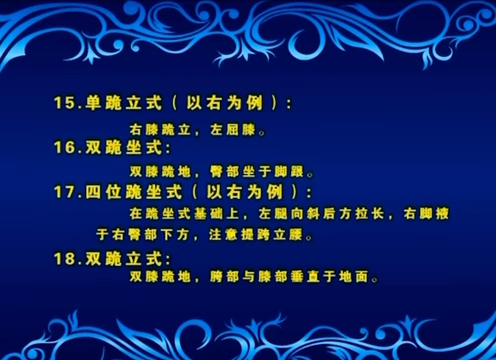 15.单跪立式(以右为例):
右膝跪立，左屈膝。
16.双跪坐式:
双膝跪地，臀部坐于脚跟。
17.四位跪坐式(以右为例):
在跪坐式基础上，左腿向斜后方拉长，右脚掖
于右臀部下方，注意提跨立腰。
18.双跪立式:
双膝跪地，胯部与膝部垂直于地面。